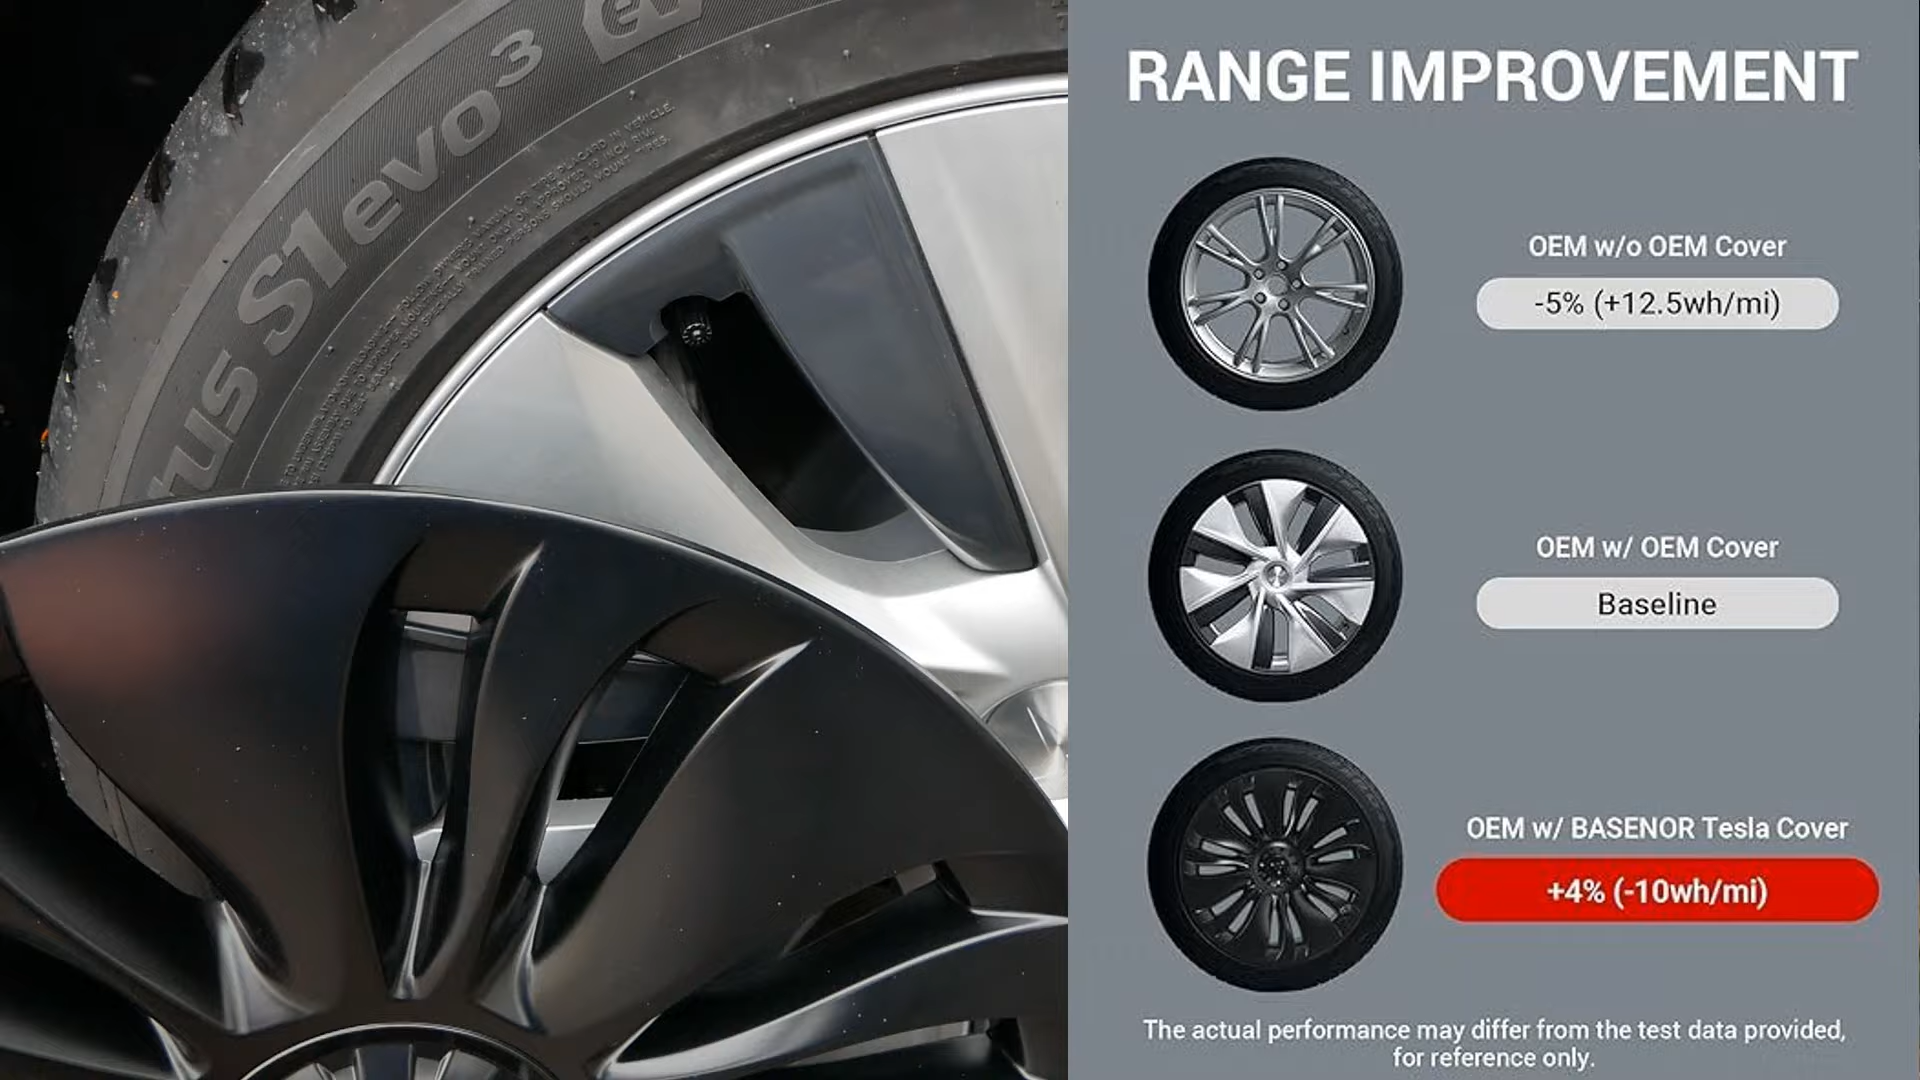 S1evo3
RANGE IMPROVEMENT
OEM w/o OEM Cover
-5% (+12.5wh/mi)
OEM w/ OEM Cover
Baseline
OEM w/ BASENOR Tesla Cover
+4% (-10wh/mi)
The actual performance may differ from the test data provided,
for reference only.